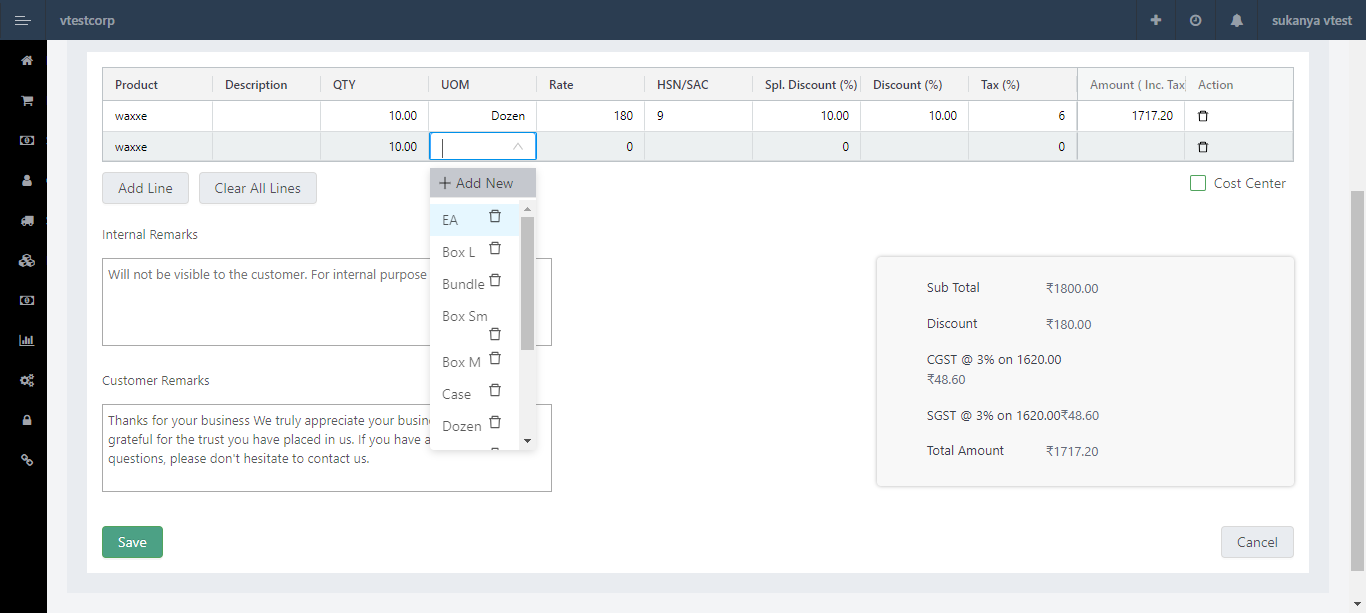 vtestcorp
sukanya vtest
Product Description QTY UOM Rate HSN/SAC Spl. Discount (%) Discount (%) Tax (%) Amount ( Inc. Tax Action
waxxe 10.00 Dozen 180 9 10.00 10.00 6 1717.20
waxxe 10.00 0 0 0
Add Line Clear All Lines
+ Add New
Cost Center
EA
Box L
Bundle
Box Sm
Box M
Case
Dozen
Internal Remarks
Will not be visible to the customer. For internal purpose
Customer Remarks
Thanks for your business We truly appreciate your busin
grateful for the trust you have placed in us. If you have a
questions, please don't hesitate to contact us.
Sub Total ₹1800.00
Discount ₹180.00
CGST @ 3% on 1620.00
₹48.60
SGST @ 3% on 1620.00₹48.60
Total Amount ₹1717.20
Save
Cancel